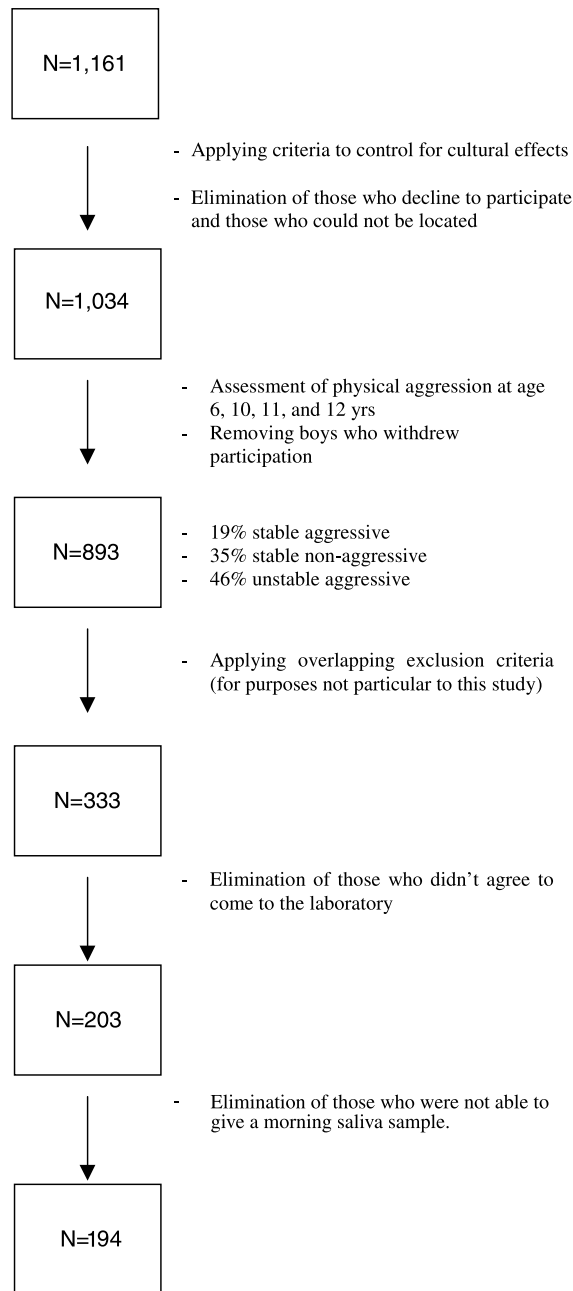 N=1,161
- Applying criteria to control for cultural effects
- Elimination of those who decline to participate
and those who could not be located
N=1,034
- Assessment of physical aggression at age
6, 10, 11, and 12 yrs
- Removing boys who withdrew
participation
N=893
- 19% stable aggressive
- 35% stable non-aggressive
- 46% unstable aggressive
- Applying overlapping exclusion criteria
(for purposes not particular to this study)
N=333
- Elimination of those who didn't agree to
come to the laboratory
N=203
- Elimination of those who were not able to
give a morning saliva sample.
N=194